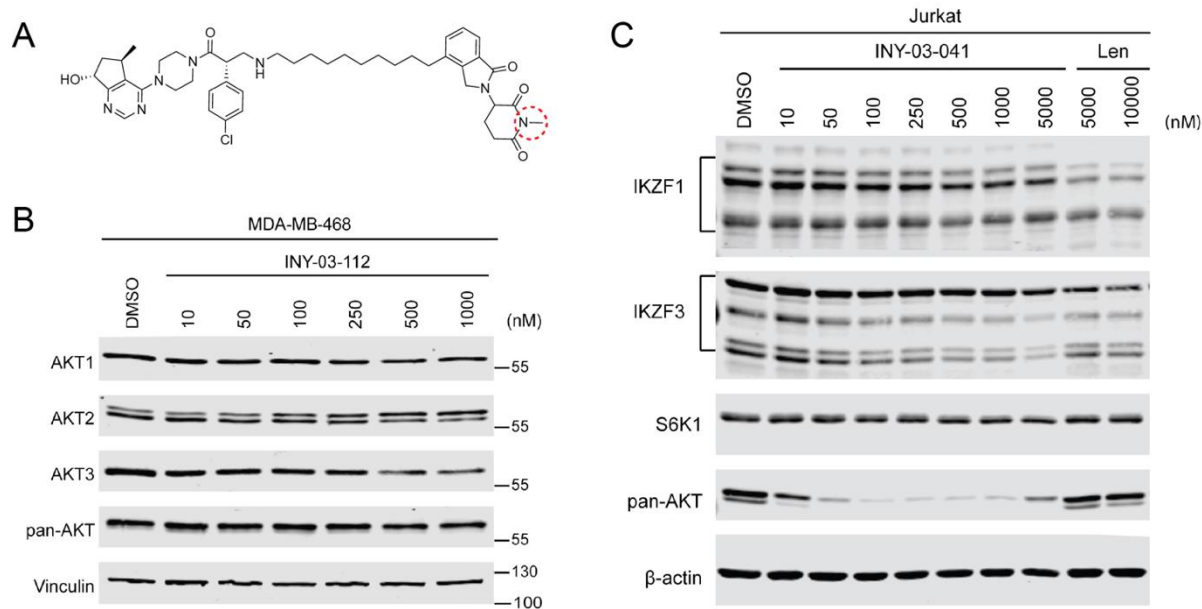 A
HO
N
N
N
N
O
H
N
Cl
O
N
O
N
O
B
MDA-MB-468
INY-03-112
DMSO 10 50 100 250 500 1000 (nM)
AKT1 55
AKT2 55
AKT3 55
pan-AKT 55
Vinculin 130
100
C
Jurkat
INY-03-041 Len
DMSO 10 50 100 250 500 1000 5000 5000 10000 (nM)
IKZF1
IKZF3
S6K1
pan-AKT
β-actin